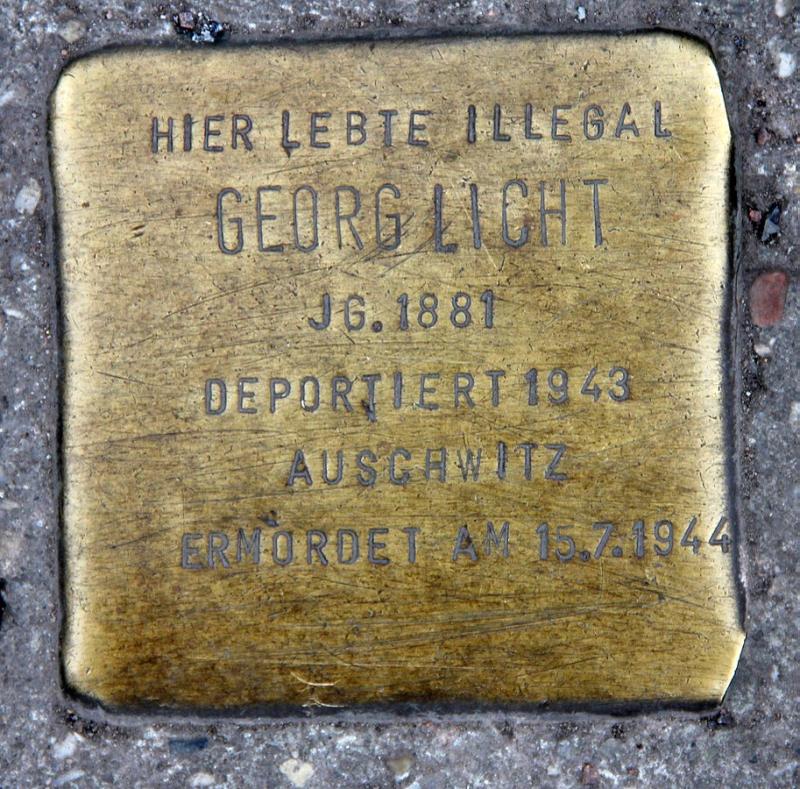 HIER LEBTE ILLEGAL
GEORG LICHT
JG. 1881
DEPORTIERT 1943
AUSCHWITZ
ERMORDET AM 15.7.1944